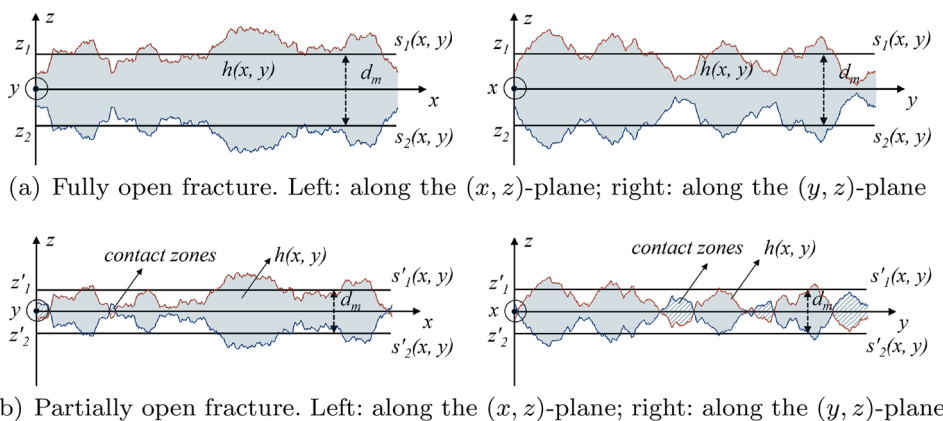 z z
z₁ s₁(x, y) z₁ s₁(x, y)
h(x, y) dₘ h(x, y) dₘ
y x x y
z₂ s₂(x, y) z₂ s₂(x, y)
(a) Fully open fracture. Left: along the (x, z)-plane; right: along the (y, z)-plane
z z
contact zones h(x, y) contact zones h(x, y)
z'₁ s'₁(x, y) z'₁ s'₁(x, y)
dₘ dₘ
y x x y
z'₂ s'₂(x, y) z'₂ s'₂(x, y)
b) Partially open fracture. Left: along the (x, z)-plane; right: along the (y, z)-plane